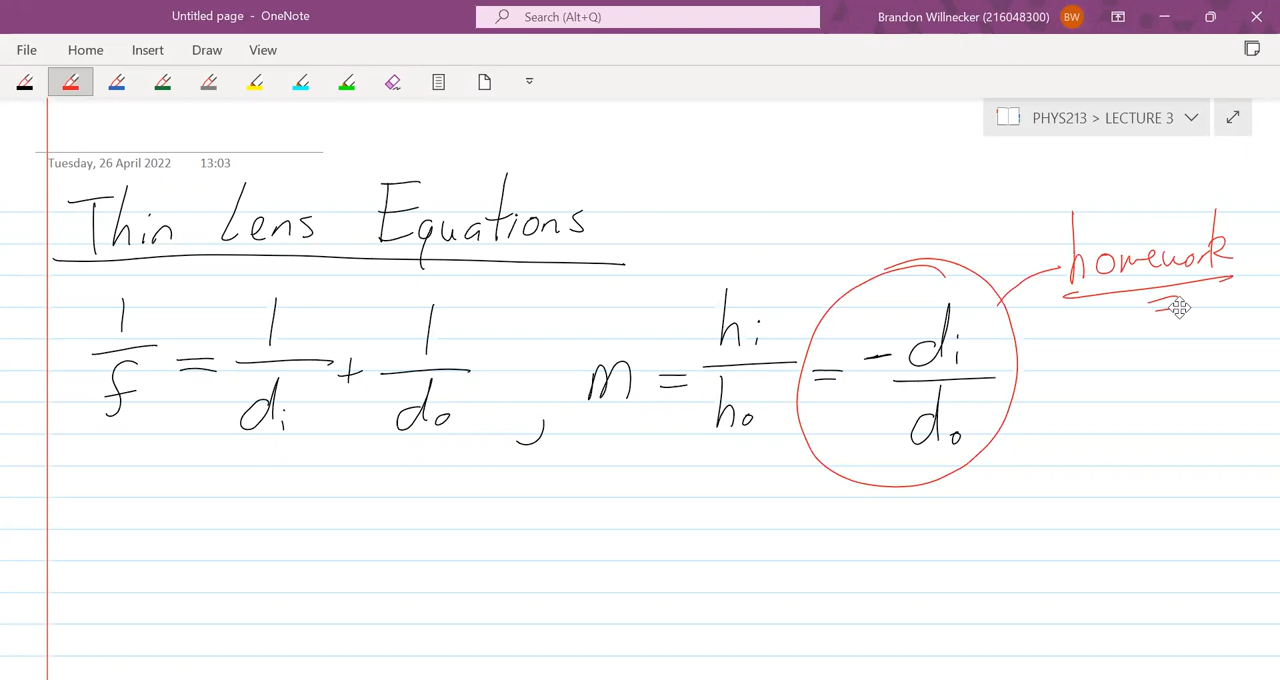 Untitled page - OneNote
Search (Alt+Q)
Brandon Willnecker (216048300) BW
File Home Insert Draw View
PHYS213 > LECTURE 3
Tuesday, 26 April 2022 13:03
Thin Lens Equations
homework
1/f = 1/di + 1/do , m = hi/ho = - di/do